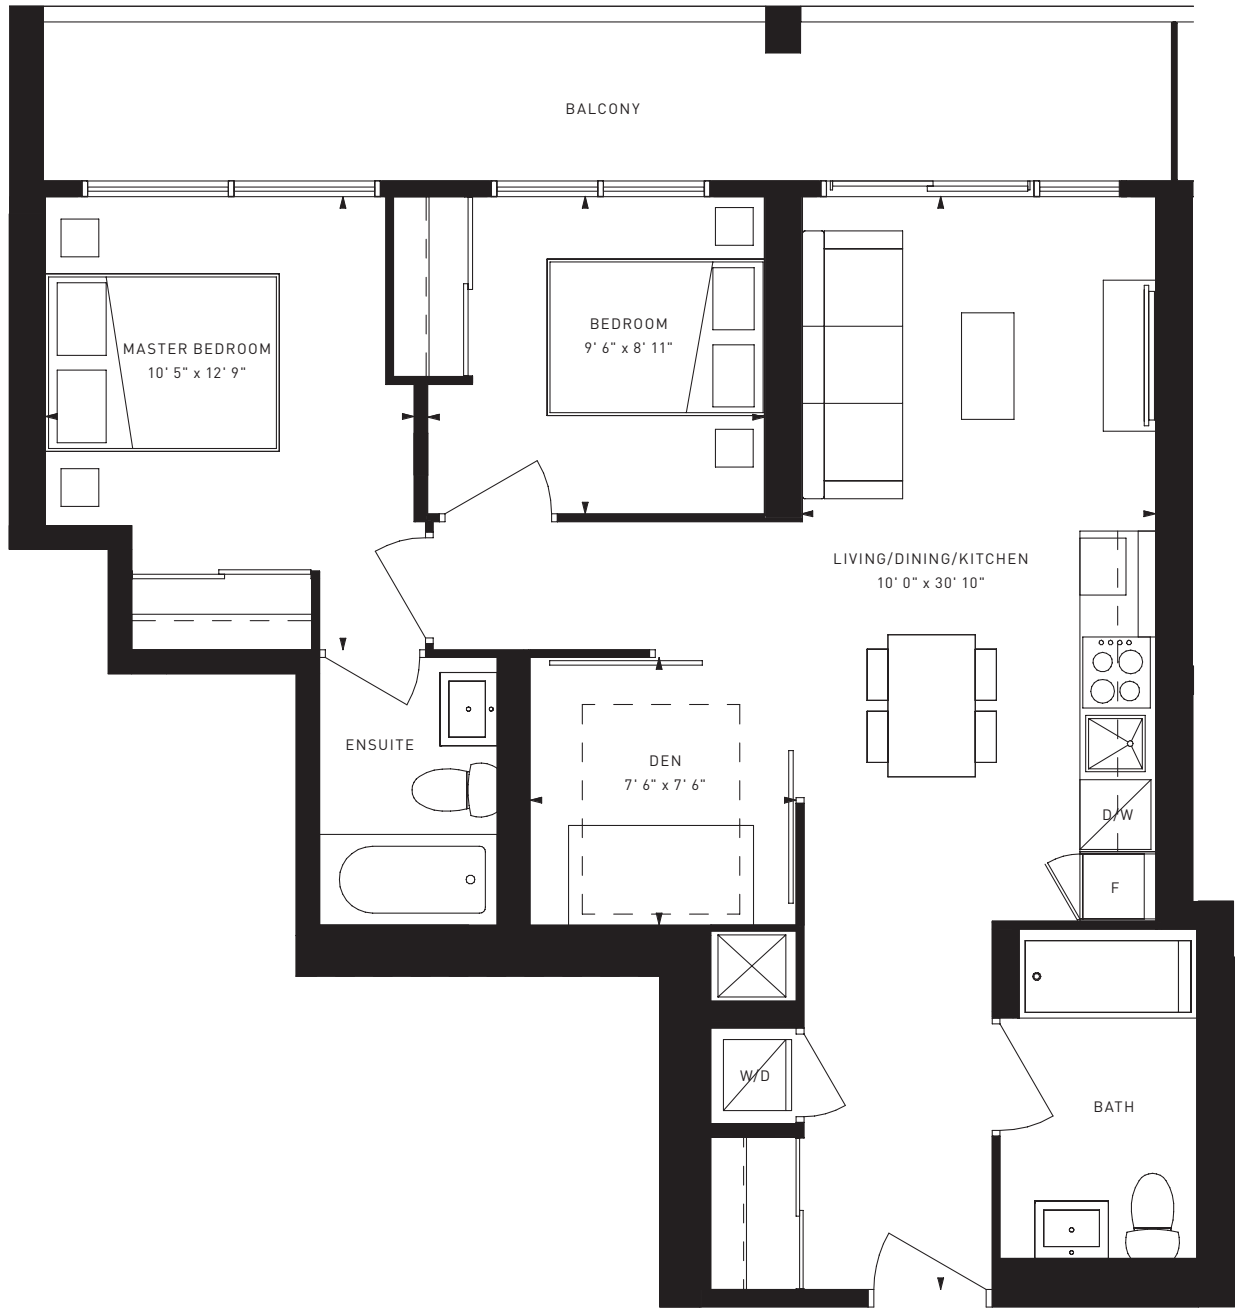 BALCONY
MASTER BEDROOM
10' 5" x 12' 9"
BEDROOM
9' 6" x 8' 11"
LIVING/DINING/KITCHEN
10' 0" x 30' 10"
ENSUITE
DEN
7' 6" x 7' 6"
D/W
F
W/D
BATH